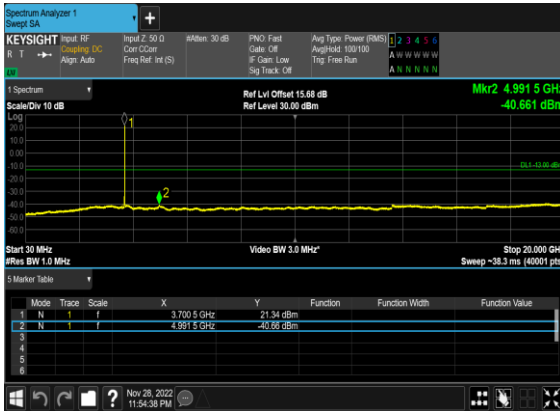 Spectrum Analyzer 1
Swept SA
+
KEYSIGHT Input: RF Input Z: 50 Ω #Atten: 30 dB PNO: Fast Avg Type: Power (RMS) 1 2 3 4 5 6
R T Coupling: DC Corr CCorr Gate: Off Avg|Hold: 100/100 A W W W W W
Align: Auto Freq Ref: Int (S) IF Gain: Low Trig: Free Run
Sig Track: Off A N N N N N
1 Spectrum
Scale/Div 10 dB Ref Lvl Offset 15.68 dB Mkr2 4.991 5 GHz
Ref Level 30.00 dBm -40.661 dBm
Log
20.0
10.0
0.00
-10.0
-20.0
-30.0
-40.0
-50.0
-60.0
1
2
DL1 -13.00 dBm
Start 30 MHz Video BW 3.0 MHz* Stop 20.000 GHz
#Res BW 1.0 MHz Sweep ~38.3 ms (40001 pts)
5 Marker Table
Mode Trace Scale X Y Function Function Width Function Value
1 N 1 f 3.700 5 GHz 21.34 dBm
2 N 1 f 4.991 5 GHz -40.66 dBm
3
4
5
6
? Nov 28, 2022
11:54:38 PM